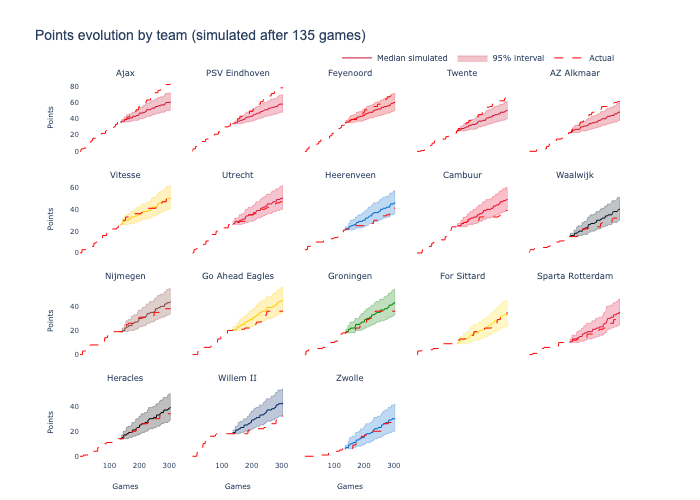 Points evolution by team (simulated after 135 games)
Median simulated 95% interval Actual
Ajax PSV Eindhoven Feyenoord Twente AZ Alkmaar
80
60
40
20
0
Points
Vitesse Utrecht Heerenveen Cambuur Waalwijk
60
40
20
0
Points
Nijmegen Go Ahead Eagles Groningen For Sittard Sparta Rotterdam
40
20
0
Points
Heracles Willem II Zwolle
40
20
0
Points
100 200 300 100 200 300 100 200 300
Games Games Games